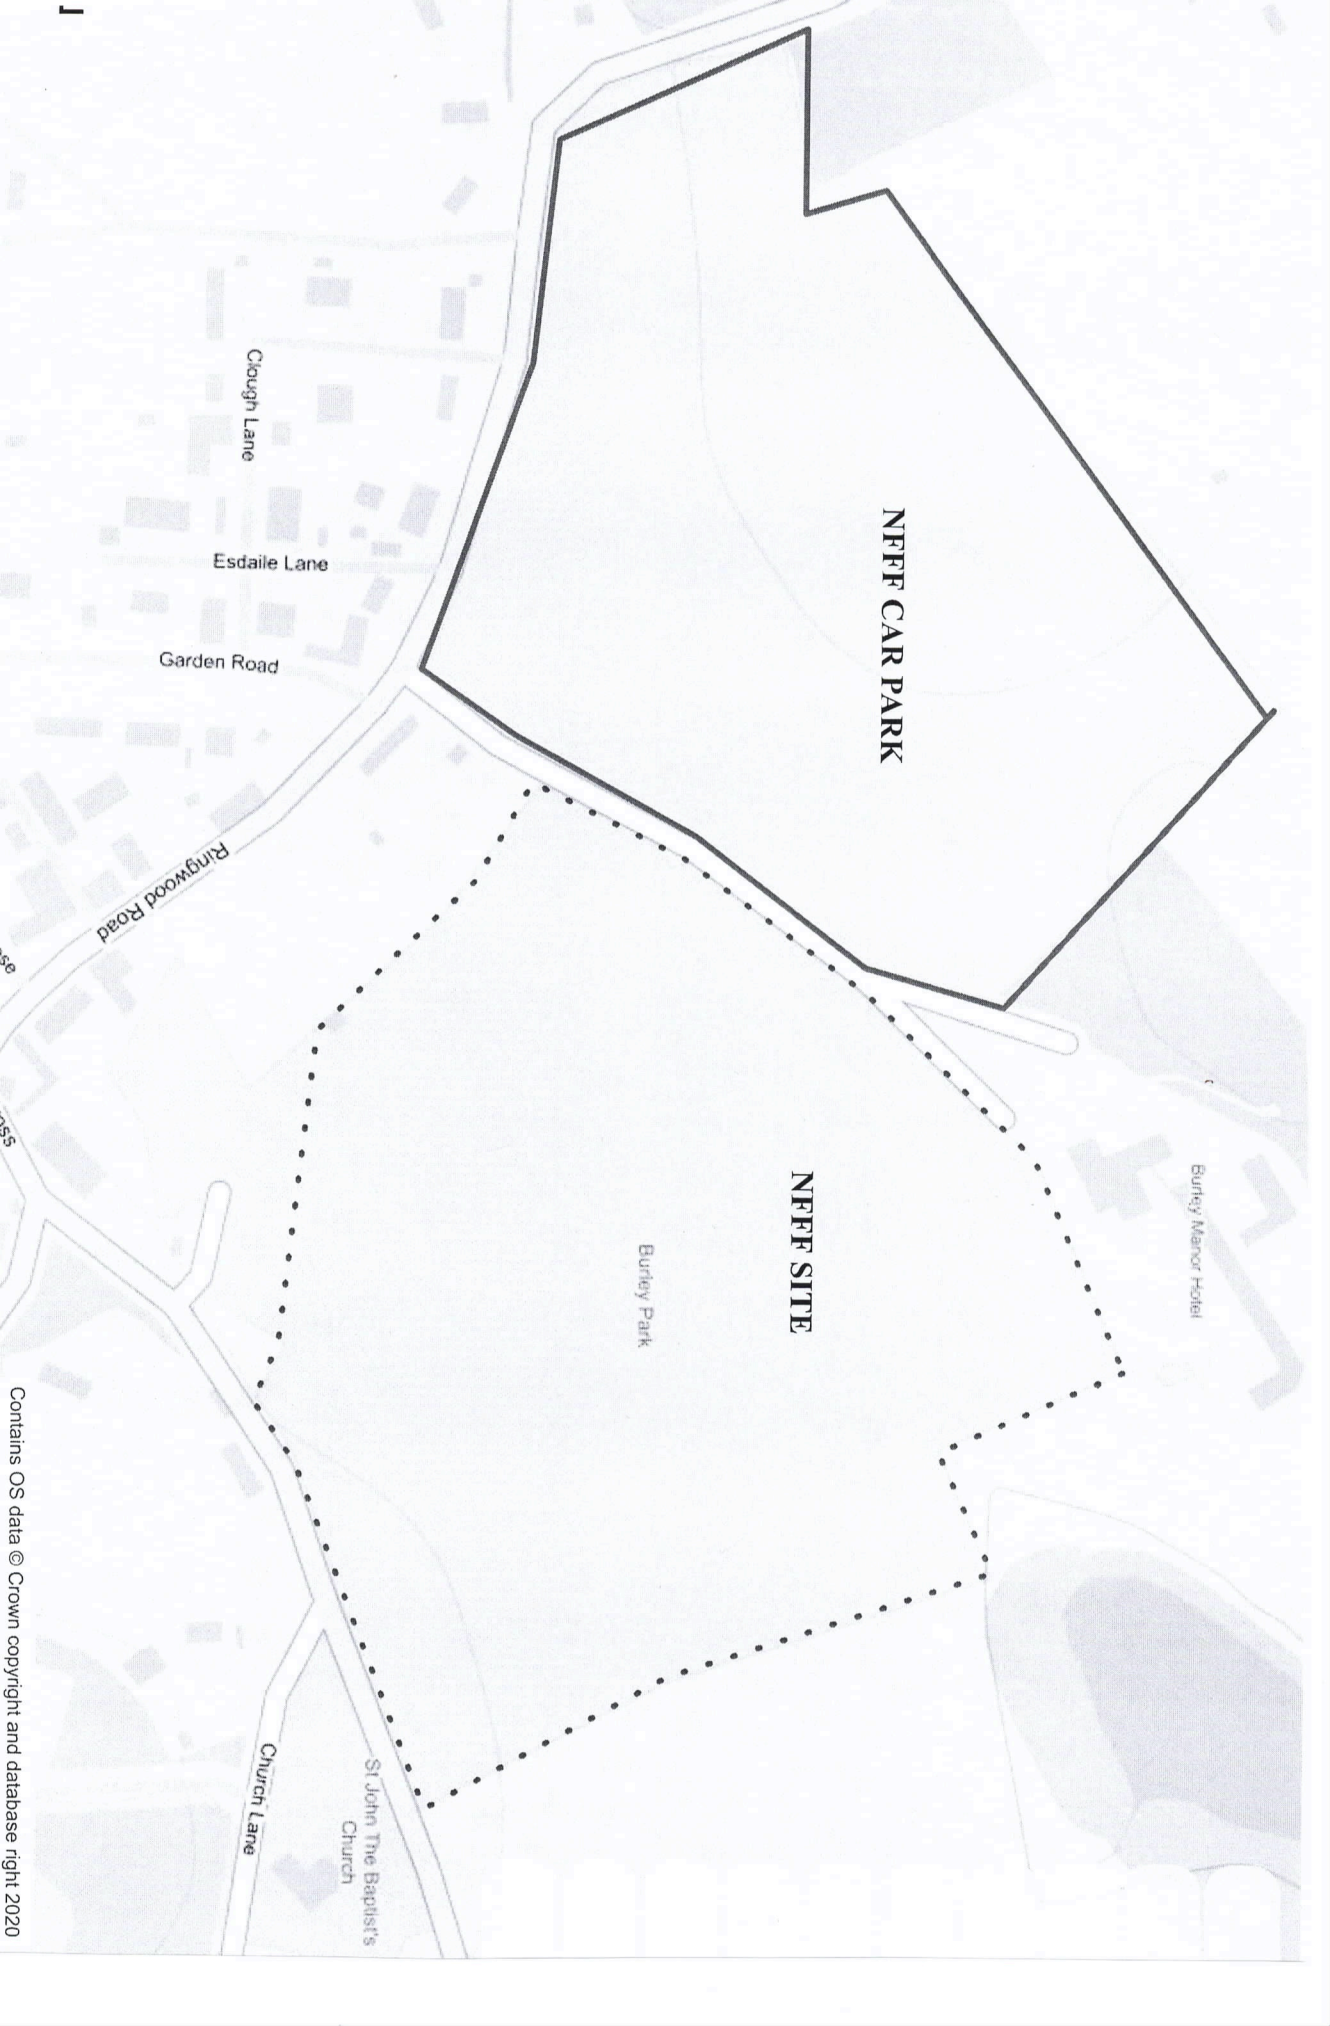 NFFF CAR PARK
NFFF SITE
Burley Manor Hotel
Burley Park
Clough Lane
Esdaile Lane
Garden Road
Ringwood Road
St John The Baptist's
Church
Church Lane
Contains OS data © Crown copyright and database right 2020